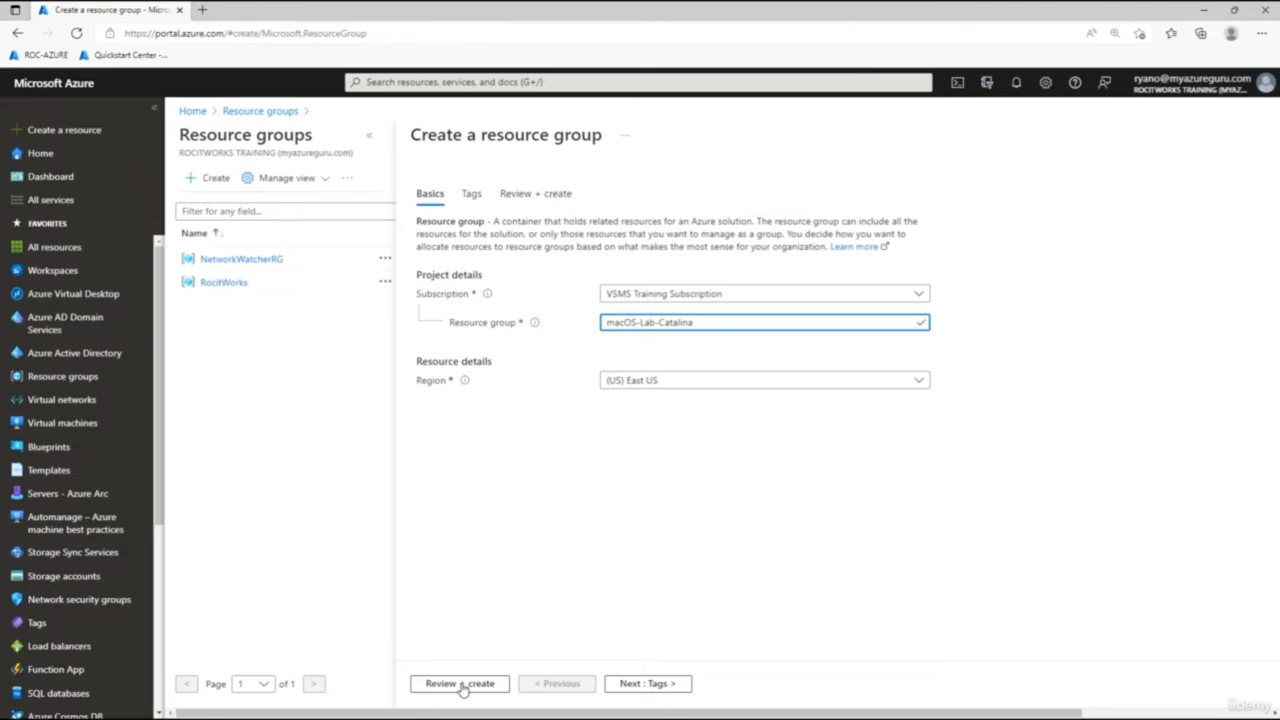 Create a resource group - Micro
https://portal.azure.com/#create/Microsoft.ResourceGroup
ROC-AZURE
Quickstart Center -...
Microsoft Azure
Search resources, services, and docs (G+/)
ryano@myazureguru.com
ROCITWORKS TRAINING (MYAZ...
Create a resource
Home
Dashboard
All services
FAVORITES
All resources
Workspaces
Azure Virtual Desktop
Azure AD Domain
Services
Azure Active Directory
Resource groups
Virtual networks
Virtual machines
Blueprints
Templates
Servers - Azure Arc
Automanage – Azure
machine best practices
Storage Sync Services
Storage accounts
Network security groups
Tags
Load balancers
Function App
SQL databases
Azure Cosmos DB
Home > Resource groups >
Resource groups
ROCITWORKS TRAINING (myazureguru.com)
Create
Manage view
Filter for any field...
Name
NetworkWatcherRG
RocitWorks
< Page 1 of 1 >
Create a resource group
Basics Tags Review + create
Resource group - A container that holds related resources for an Azure solution. The resource group can include all the
resources for the solution, or only those resources that you want to manage as a group. You decide how you want to
allocate resources to resource groups based on what makes the most sense for your organization. Learn more
Project details
Subscription *
VSMS Training Subscription
Resource group *
macOS-Lab-Catalina
Resource details
Region *
(US) East US
Review + create
< Previous
Next : Tags >
ûdemy